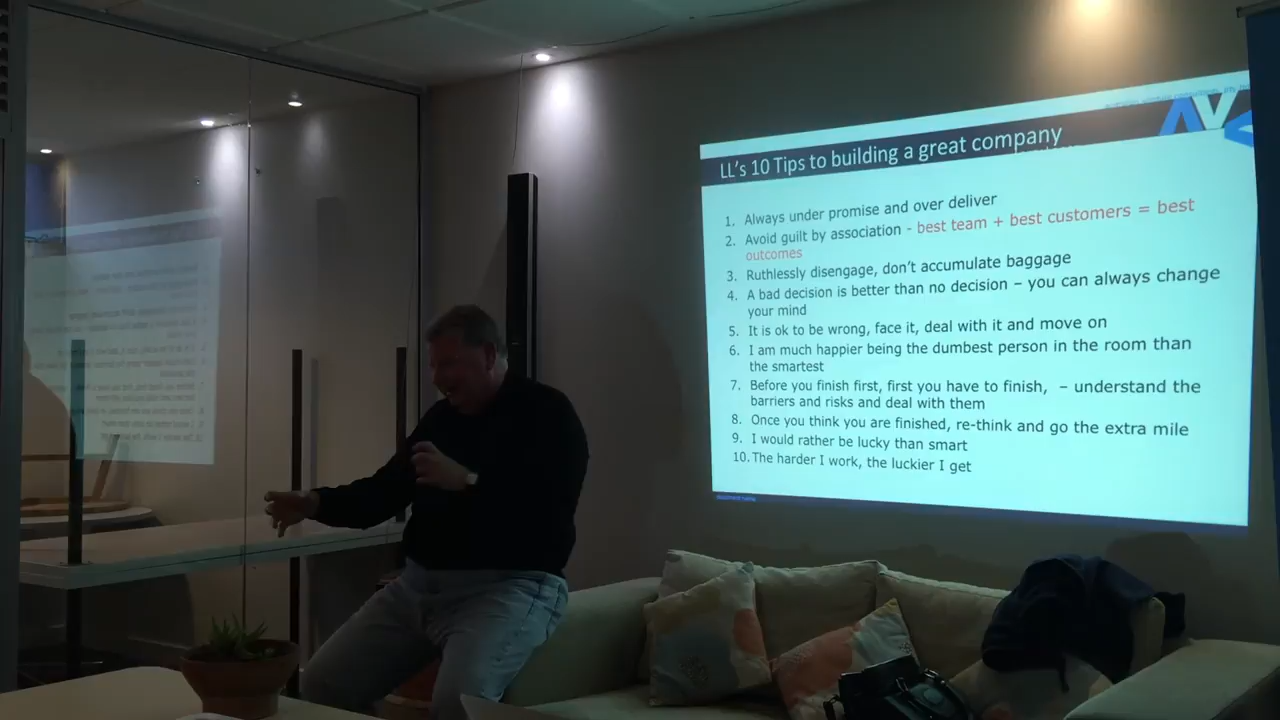 LL's 10 Tips to building a great company
1. Always under promise and over deliver
2. Avoid guilt by association - best team + best customers = best
outcomes
3. Ruthlessly disengage, don't accumulate baggage
4. A bad decision is better than no decision – you can always change
your mind
5. It is ok to be wrong, face it, deal with it and move on
6. I am much happier being the dumbest person in the room than
the smartest
7. Before you finish first, first you have to finish, – understand the
barriers and risks and deal with them
8. Once you think you are finished, re-think and go the extra mile
9. I would rather be lucky than smart
10. The harder I work, the luckier I get